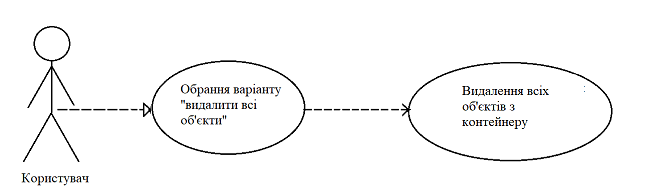 Обрання варіанту
"видалити всі
об'єкти"
Видалення всіх
об'єктів з
контейнеру
Користувач